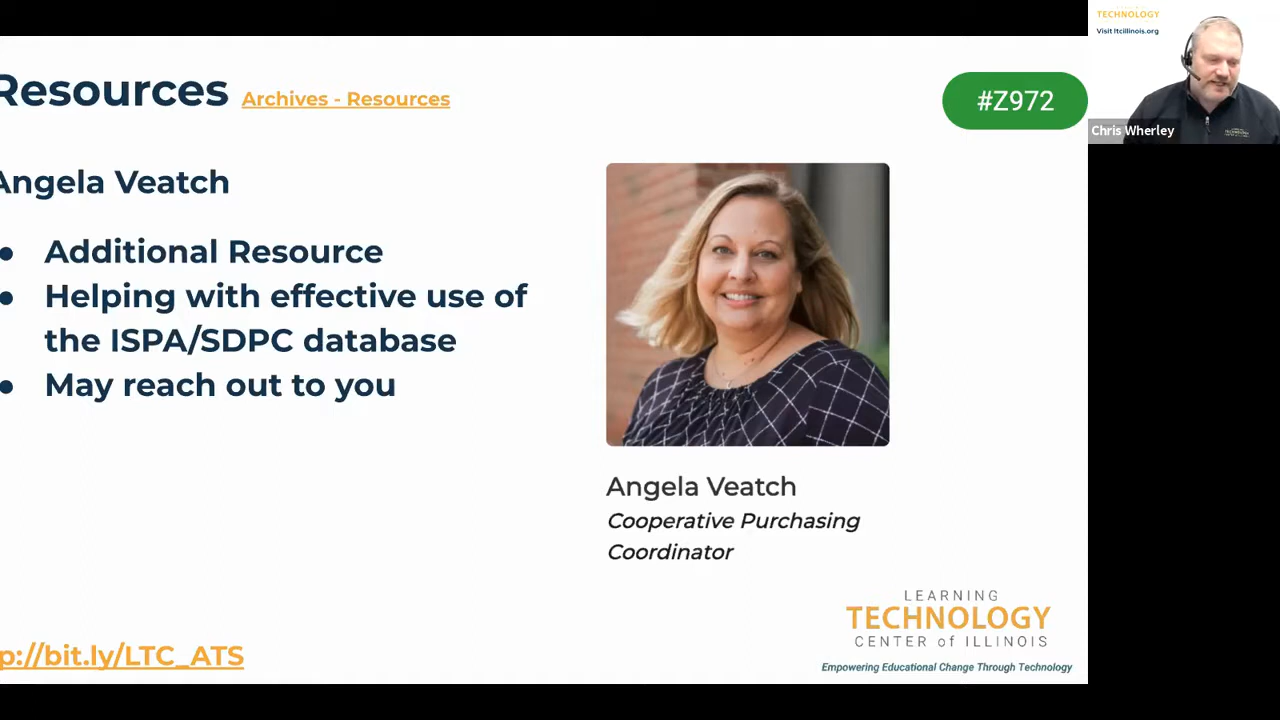 Resources Archives - Resources
#Z972
Angela Veatch
● Additional Resource
● Helping with effective use of
the ISPA/SDPC database
● May reach out to you
Angela Veatch
Cooperative Purchasing
Coordinator
p://bit.ly/LTC_ATS
LEARNING
TECHNOLOGY
CENTER of ILLINOIS
Empowering Educational Change Through Technology
TECHNOLOGY
Visit ltcillinois.org
Chris Wherley